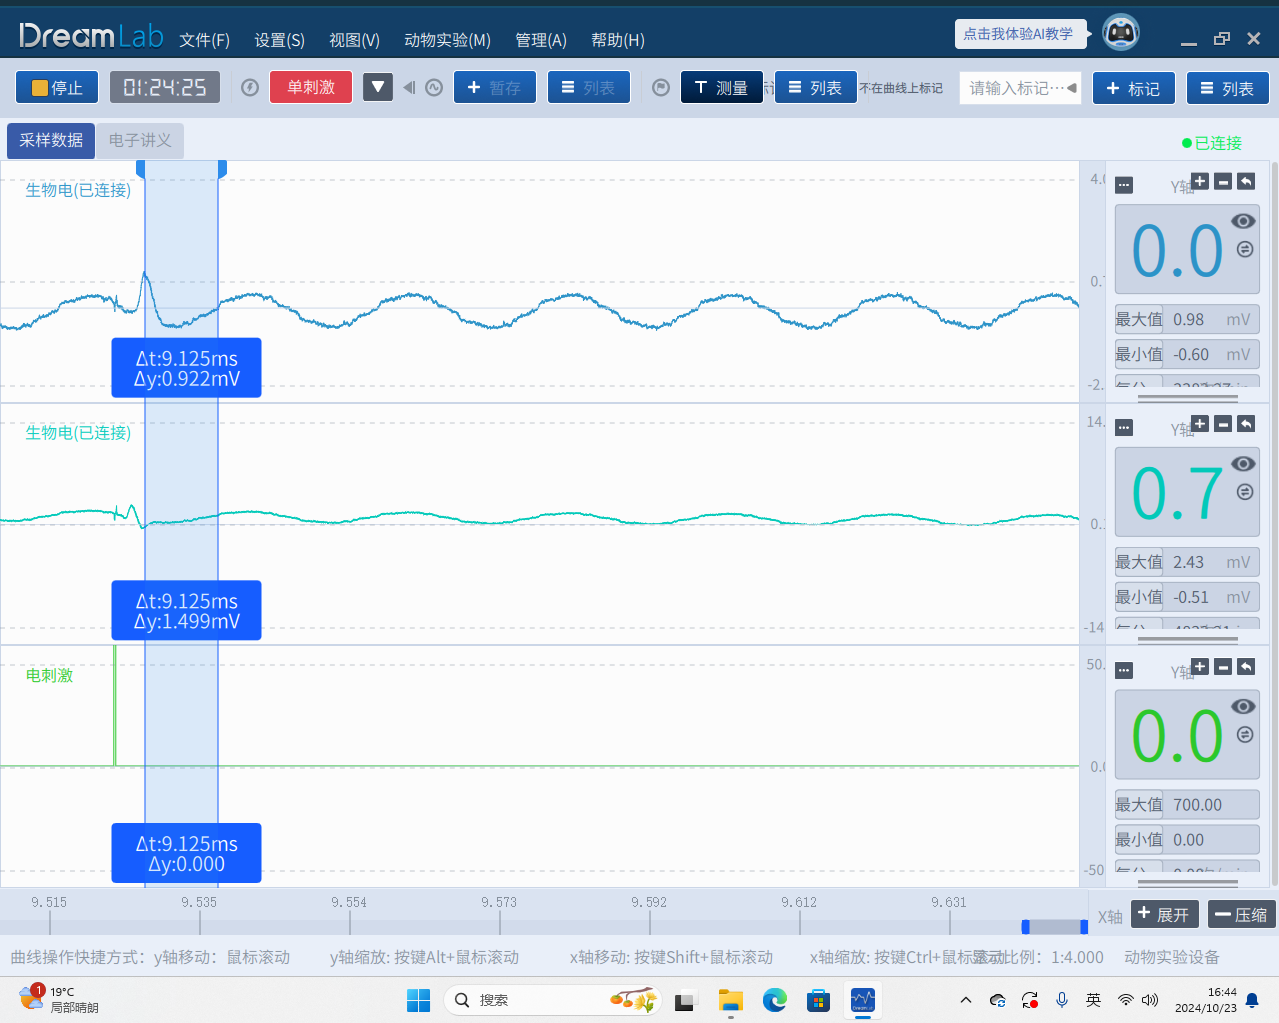 DreamLab 文件(F) 设置(S) 视图(V) 动物实验(M) 管理(A) 帮助(H) 点击我体验AI教学
停止 01:24:25 单刺激 暂存 列表 测量 列表 不在曲线上标记 请输入标记… 标记 列表
采样数据 电子讲义 已连接
生物电(已连接)
4.0
Y轴
0.0
0.7
最大值 0.98 mV
最小值 -0.60 mV
Δt:9.125ms
Δy:0.922mV
-2.
生物电(已连接)
14.
Y轴
0.7
最大值 2.43 mV
最小值 -0.51 mV
Δt:9.125ms
Δy:1.499mV
-14
电刺激
50.
Y轴
0.0
0.0
最大值 700.00
最小值 0.00
Δt:9.125ms
Δy:0.000
-50
9.515 9.535 9.554 9.573 9.592 9.612 9.631
X轴 展开 压缩
曲线操作快捷方式: y轴移动: 鼠标滚动 y轴缩放: 按键Alt+鼠标滚动 x轴移动: 按键Shift+鼠标滚动 x轴缩放: 按键Ctrl+鼠标滚动 显示比例: 1:4.000 动物实验设备
1
19°C
局部晴朗
搜索
英
16:44
2024/10/23